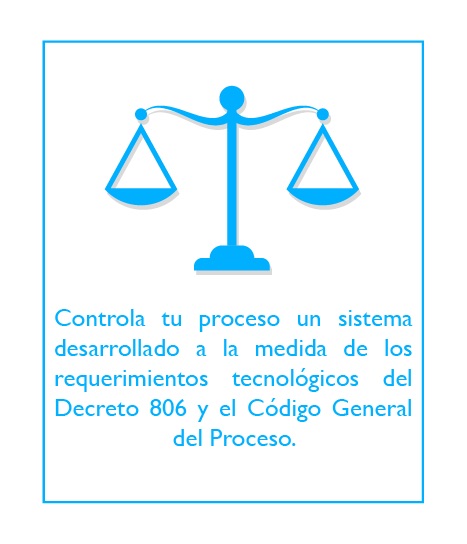 Controla tu proceso un sistema
desarrollado a la medida de los
requerimientos tecnológicos del
Decreto 806 y el Código General
del Proceso.